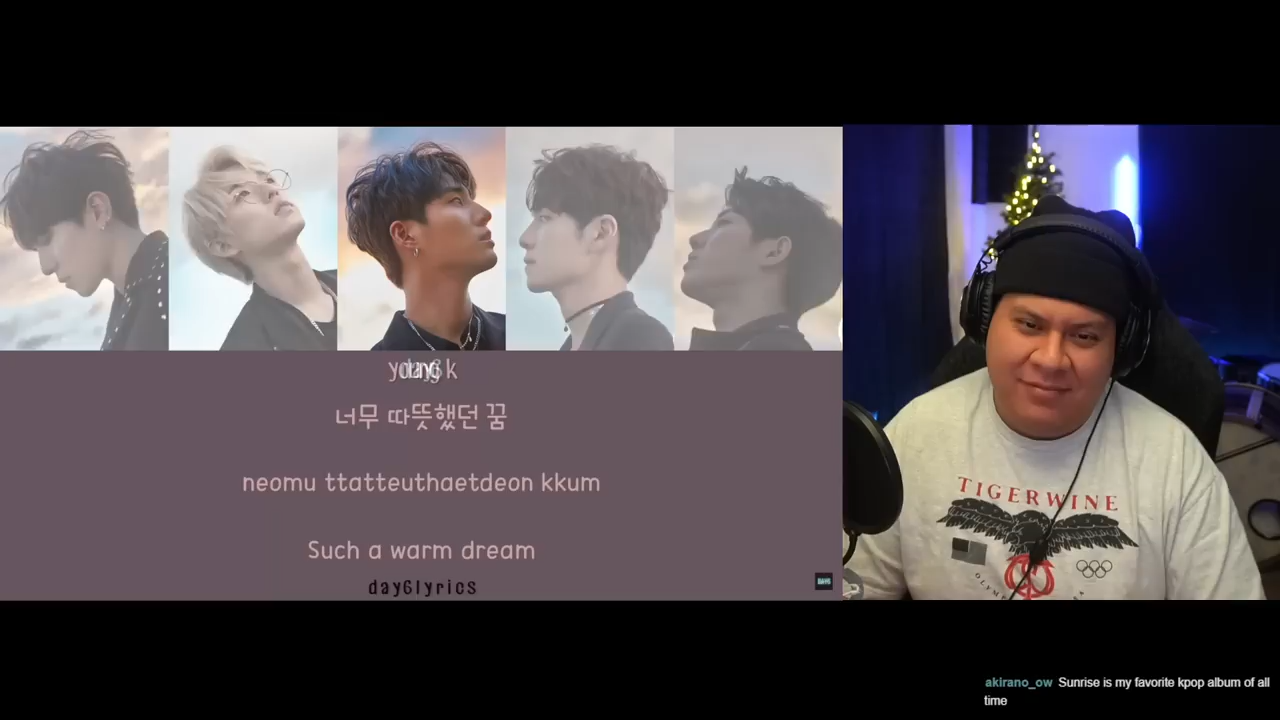 너무 따뜻했던 꿈
neomu ttatteuthaetdeon kkum
Such a warm dream
day6lyrics
DAY6
TIGERWINE
akirano_ow Sunrise is my favorite kpop album of all
time